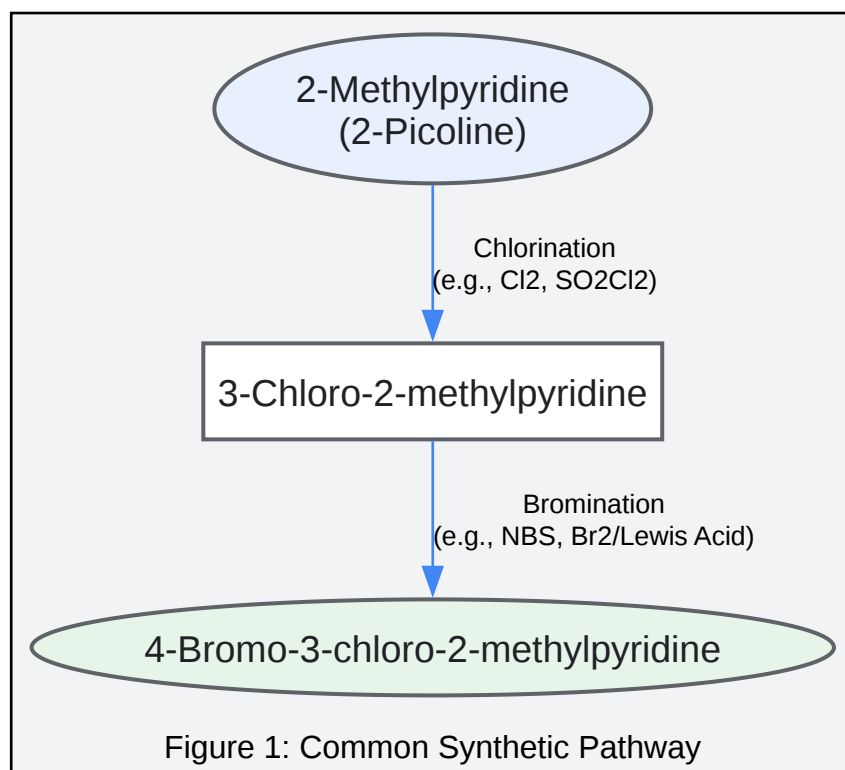 2-Methylpyridine
(2-Picoline)
Chlorination
(e.g., Cl2, SO2Cl2)
3-Chloro-2-methylpyridine
Bromination
(e.g., NBS, Br2/Lewis Acid)
4-Bromo-3-chloro-2-methylpyridine
Figure 1: Common Synthetic Pathway